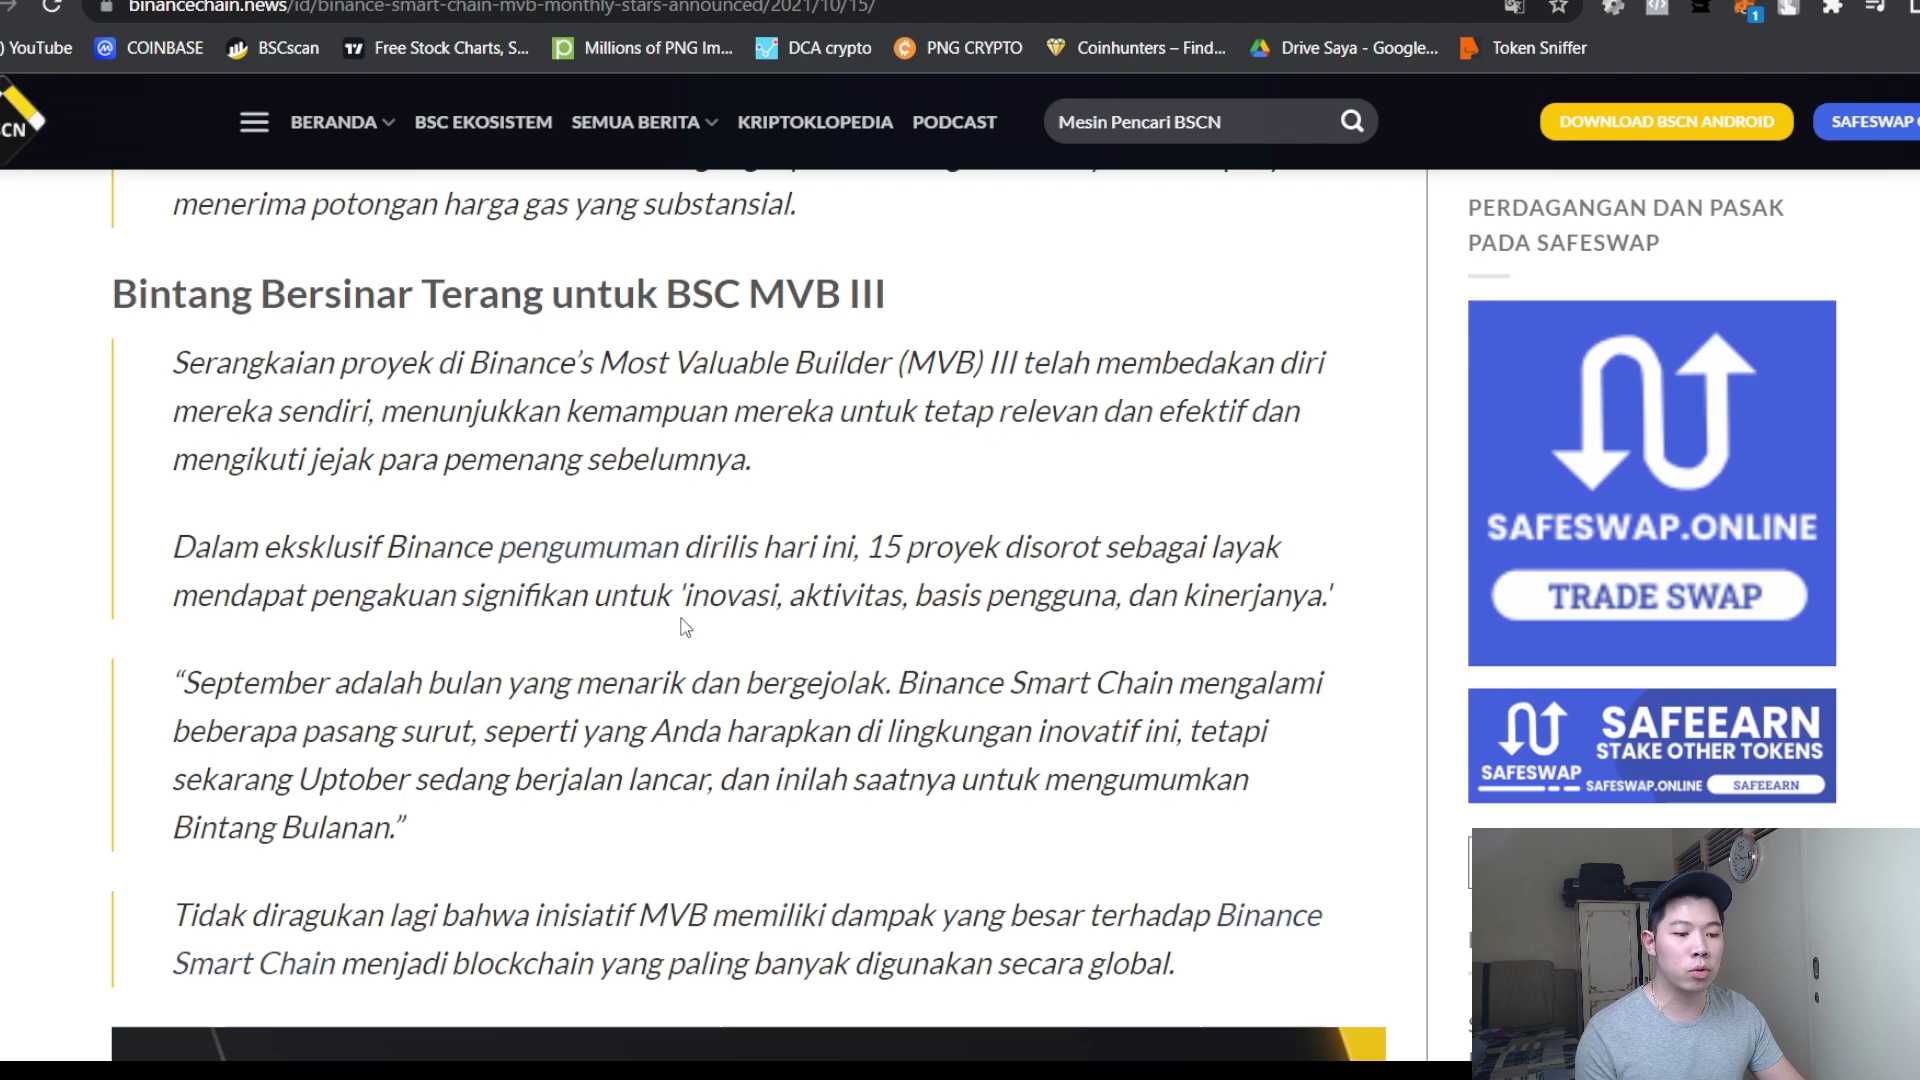 binancechain.news/id/binance-smart-chain-mvb-monthly-stars-announced/2021/10/15/
1
) YouTube
COINBASE
BSCscan
Free Stock Charts, S...
Millions of PNG Im...
DCA crypto
PNG CRYPTO
Coinhunters – Find...
Drive Saya - Google...
Token Sniffer
BERANDA
BSC EKOSISTEM
SEMUA BERITA
KRIPTOKLOPEDIA
PODCAST
Mesin Pencari BSCN
DOWNLOAD BSCN ANDROID
SAFESWAP
menerima potongan harga gas yang substansial.
Bintang Bersinar Terang untuk BSC MVB III
Serangkaian proyek di Binance’s Most Valuable Builder (MVB) III telah membedakan diri
mereka sendiri, menunjukkan kemampuan mereka untuk tetap relevan dan efektif dan
mengikuti jejak para pemenang sebelumnya.
Dalam eksklusif Binance pengumuman dirilis hari ini, 15 proyek disorot sebagai layak
mendapat pengakuan signifikan untuk 'inovasi, aktivitas, basis pengguna, dan kinerjanya.'
“September adalah bulan yang menarik dan bergejolak. Binance Smart Chain mengalami
beberapa pasang surut, seperti yang Anda harapkan di lingkungan inovatif ini, tetapi
sekarang Uptober sedang berjalan lancar, dan inilah saatnya untuk mengumumkan
Bintang Bulanan.”
Tidak diragukan lagi bahwa inisiatif MVB memiliki dampak yang besar terhadap Binance
Smart Chain menjadi blockchain yang paling banyak digunakan secara global.
PERDAGANGAN DAN PASAK
PADA SAFESWAP
SAFESWAP.ONLINE
TRADE SWAP
SAFEEARN
STAKE OTHER TOKENS
SAFESWAP
SAFESWAP.ONLINE
SAFEEARN